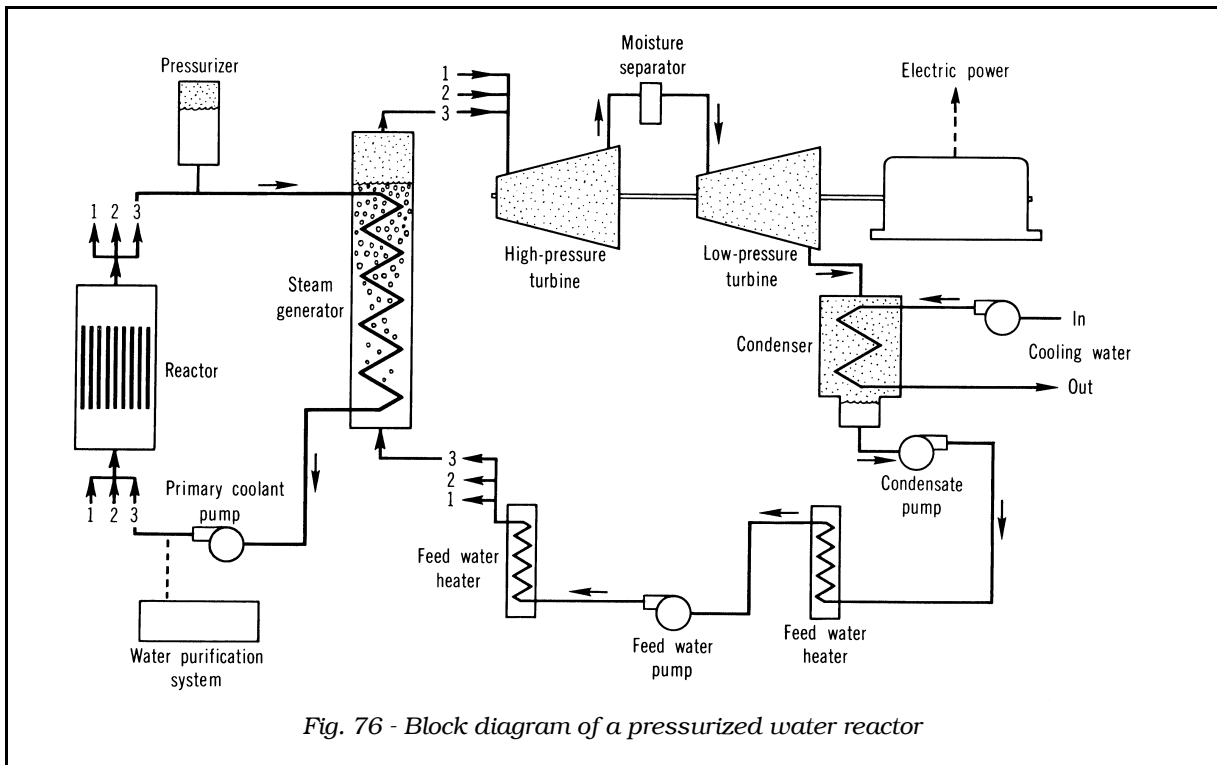 Pressurizer
Moisture
separator
Electric power
1
2
3
1 2 3
High-pressure
turbine
Low-pressure
turbine
Steam
generator
In
Cooling water
Condenser
Out
Reactor
3
2
1
1 2 3
Primary coolant
pump
Condensate
pump
Feed water
heater
Feed water
pump
Feed water
heater
Water purification
system
Fig. 76 - Block diagram of a pressurized water reactor